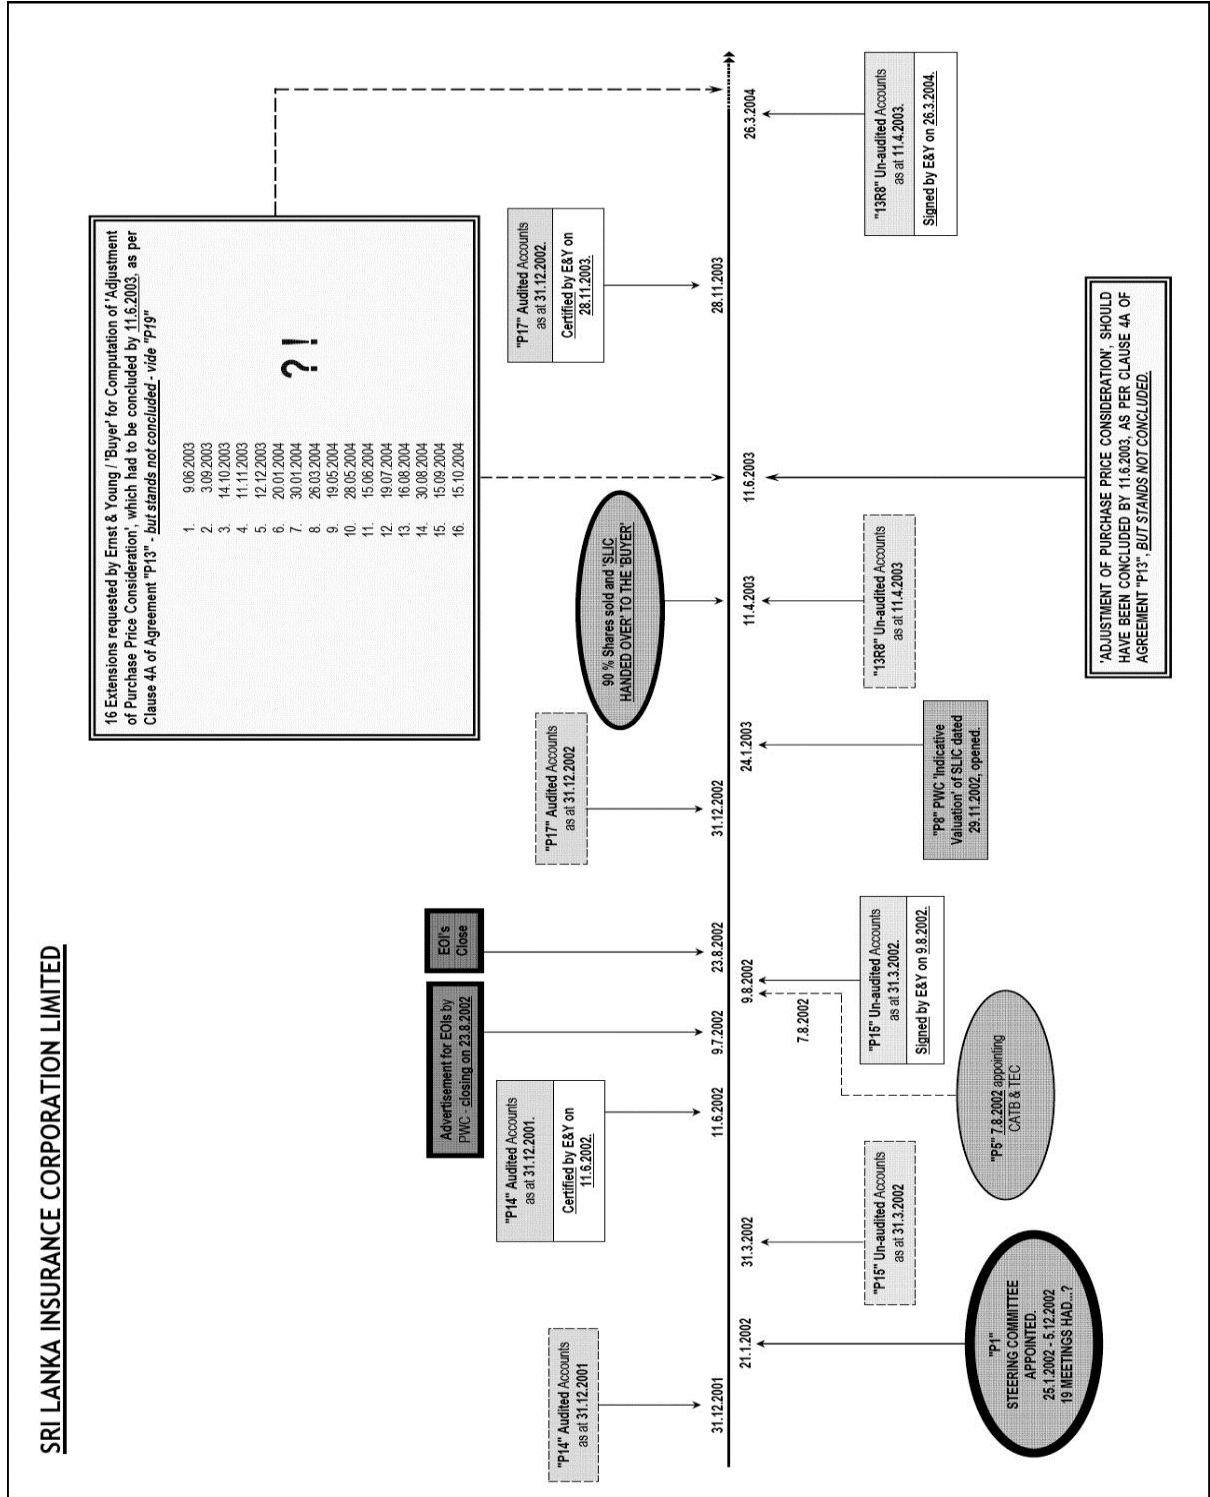 SRI LANKA INSURANCE CORPORATION LIMITED
16 Extensions requested by Ernst & Young / 'Buyer' for Computation of 'Adjustment
of Purchase Price Consideration', which had to be concluded by 11.6.2003, as per
Clause 4A of Agreement "P13" - but stands not concluded - vide "P19"
1. 9.06.2003
2. 3.09.2003
3. 14.10.2003
4. 11.11.2003
5. 12.12.2003
6. 20.01.2004
7. 30.01.2004
8. 26.03.2004
9. 19.05.2004
10. 28.05.2004
11. 15.06.2004
12. 19.07.2004
13. 16.08.2004
14. 30.08.2004
15. 15.09.2004
16. 15.10.2004
? !
"P14" Audited Accounts
as at 31.12.2001
"P14" Audited Accounts
as at 31.12.2001.
Certified by E&Y on
11.6.2002.
Advertisement for EOIs by
PWC - closing on 23.8.2002
EOI's
Close
"P17" Audited Accounts
as at 31.12.2002
90 % Shares sold and 'SLIC
HANDED OVER' TO THE 'BUYER'
"P17" Audited Accounts
as at 31.12.2002.
Certified by E&Y on
28.11.2003.
31.12.2001
11.6.2002
9.7.2002
23.8.2002
31.12.2002
28.11.2003
21.1.2002
31.3.2002
9.8.2002
24.1.2003
11.4.2003
11.6.2003
26.3.2004
7.8.2002
"P1"
STEERING COMMITTEE
APPOINTED.
25.1.2002 - 5.12.2002
19 MEETINGS HAD...?
"P15" Un-audited Accounts
as at 31.3.2002
"P5" 7.8.2002 appointing
CATB & TEC
"P15" Un-audited Accounts
as at 31.3.2002.
Signed by E&Y on 9.8.2002.
"P8" PWC 'Indicative
Valuation' of SLIC dated
29.11.2002, opened.
"13R8" Un-audited Accounts
as at 11.4.2003
'ADJUSTMENT OF PURCHASE PRICE CONSIDERATION', SHOULD
HAVE BEEN CONCLUDED BY 11.6.2003, AS PER CLAUSE 4A OF
AGREEMENT "P13", BUT STANDS NOT CONCLUDED.
"13R8" Un-audited Accounts
as at 11.4.2003.
Signed by E&Y on 26.3.2004.